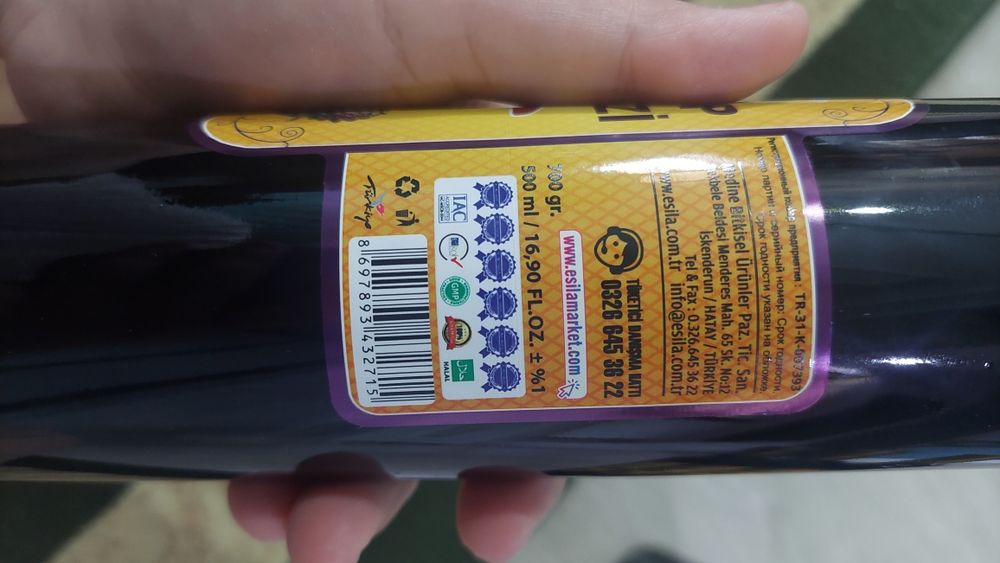 Регистрационный номер предприятия : TR-31-K-007393
Номер партии и серийный номер: Срок годности
Срок годности указан на обложке.
Bitkisel Ürünler Paz. Tic. San.
Beldesi Menderes Mah. 65 Sk. No:12
İskenderun / HATAY / TÜRKİYE
Tel & Fax : 0.326.645 36 22
www.esila.com.tr info@esila.com.tr
TÜKETİCİ DANIŞMA HATTI
0326 645 88 22
www.esilamarket.com
700 gr.
500 ml / 16,90 FL.OZ. ± %1
IAC
GMP
HALAL
Türkiye
8 697893 432715